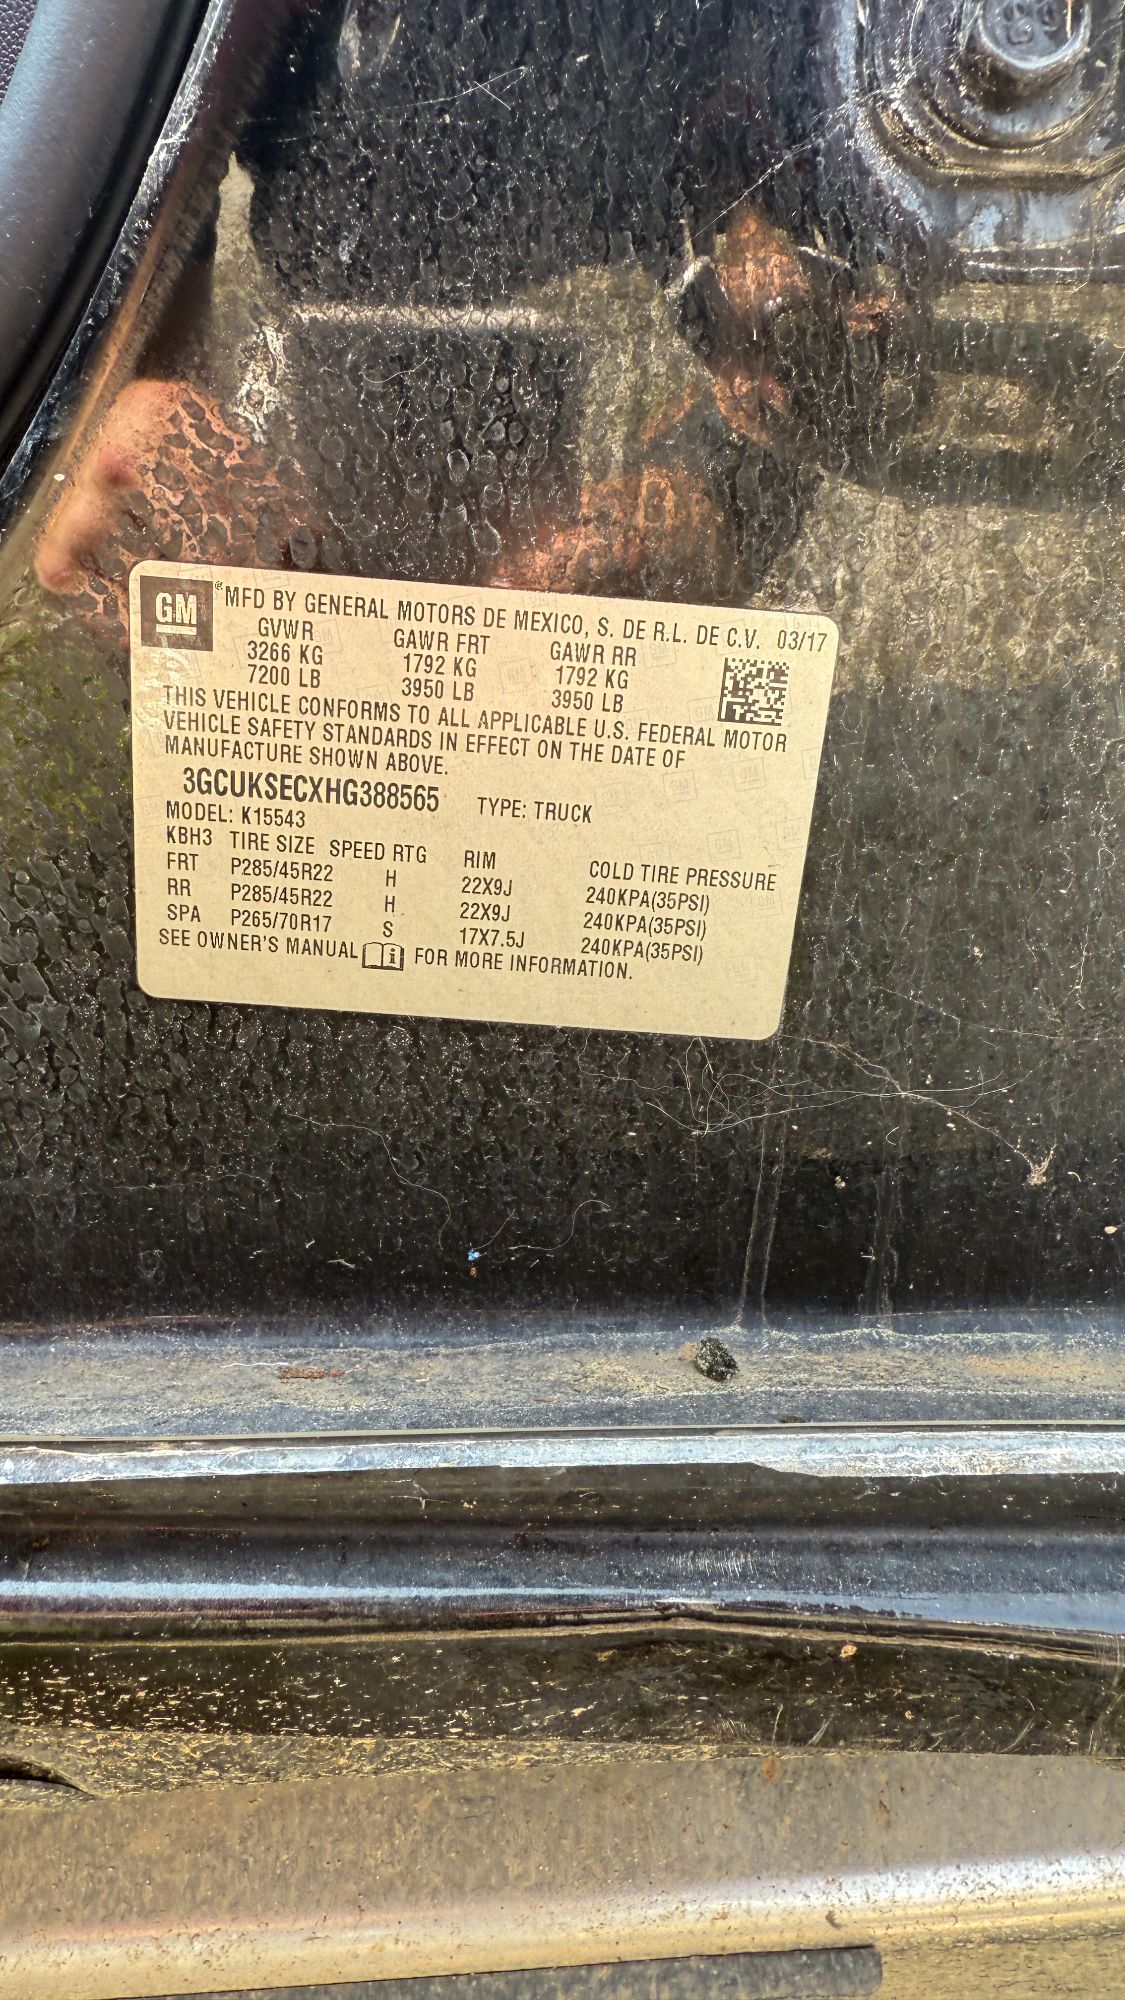 GM ® MFD BY GENERAL MOTORS DE MEXICO, S. DE R.L. DE C.V. 03/17
GVWR GAWR FRT GAWR RR
3266 KG 1792 KG 1792 KG
7200 LB 3950 LB 3950 LB
THIS VEHICLE CONFORMS TO ALL APPLICABLE U.S. FEDERAL MOTOR
VEHICLE SAFETY STANDARDS IN EFFECT ON THE DATE OF
MANUFACTURE SHOWN ABOVE.
3GCUKSECXHG388565 TYPE: TRUCK
MODEL: K15543
KBH3 TIRE SIZE SPEED RTG RIM COLD TIRE PRESSURE
FRT P285/45R22 H 22X9J 240KPA(35PSI)
RR P285/45R22 H 22X9J 240KPA(35PSI)
SPA P265/70R17 S 17X7.5J 240KPA(35PSI)
SEE OWNER'S MANUAL i FOR MORE INFORMATION.